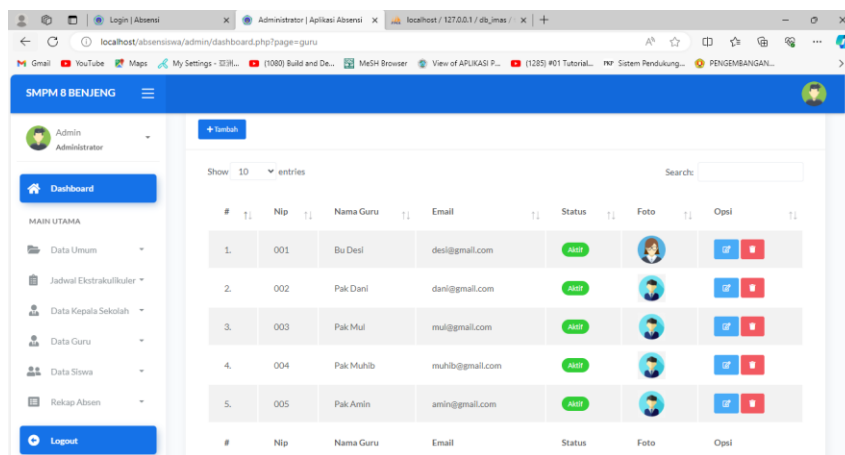 Login | Absensi
Administrator | Aplikasi Absensi
localhost / 127.0.0.1 / db_imas /
localhost/absensiswa/admin/dashboard.php?page=guru
Gmail YouTube Maps My Settings - (1080) Build and De... MeSH Browser View of APLIKASI P... (1285) #01 Tutorial... Sistem Pendukung... PENGEMBANGAN...
SMPM 8 BENJENG
Admin
Administrator
Dashboard
MAIN UTAMA
Data Umum
Jadwal Ekstrakulikuler
Data Kepala Sekolah
Data Guru
Data Siswa
Rekap Absen
Logout
+ Tambah
Show 10 entries
Search:
# Nip Nama Guru Email Status Foto Opsi
1. 001 Bu Desi desi@gmail.com Aktif
2. 002 Pak Dani dani@gmail.com Aktif
3. 003 Pak Mul mul@gmail.com Aktif
4. 004 Pak Muhib muhib@gmail.com Aktif
5. 005 Pak Amin amin@gmail.com Aktif
# Nip Nama Guru Email Status Foto Opsi